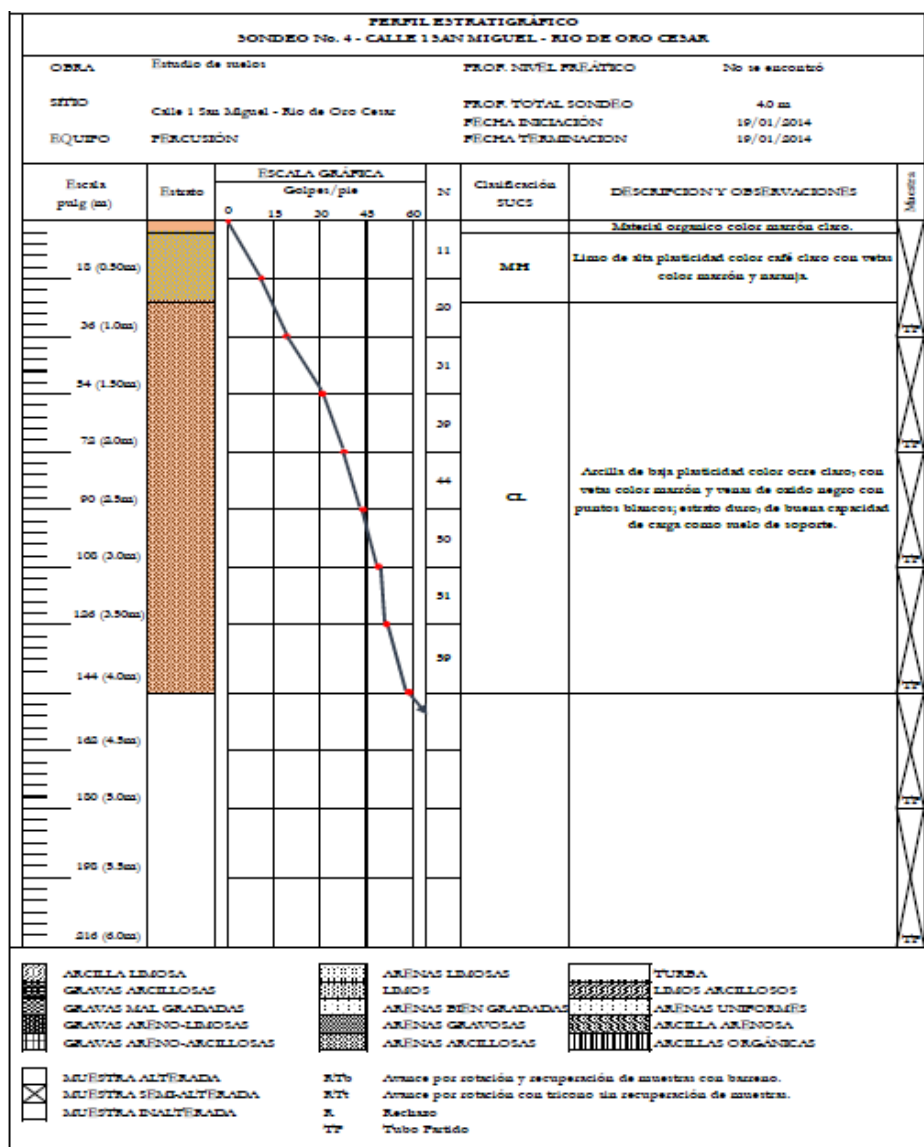 PERFIL ESTRATIGRÁFICO
SONDEO No. 4 - CALLE 1 SAN MIGUEL - RIO DE ORO CESAR
OBRA Estudio de suelos PROF. NIVEL FREÁTICO No se encontró
SITIO Calle 1 San Miguel - Rio de Oro Cesar PROF. TOTAL SONDEO 4.0 m
FECHA INICIACIÓN 19/01/2014
EQUIPO PERCUSIÓN FECHA TERMINACION 19/01/2014
Escala pulg (m) Estrato ESCALA GRÁFICA N Clasificación SUCS DESCRIPCION Y OBSERVACIONES Muestra
Golpes/pie
0 15 30 45 60
Material organico color marrón claro.
11
18 (0.50m) MH Limo de alta plasticidad color café claro con vetas
color marrón y naranja.
20
36 (1.0m) TP
31
54 (1.50m)
39
72 (2.0m) TP
44
90 (2.5m) CL Arcilla de baja plasticidad color ocre claro, con
vetas color marrón y venas de oxido negro con
puntos blancos; estrato duro, de buena capacidad
de carga como suelo de soporte.
50
108 (3.0m) TP
51
126 (3.50m)
59
144 (4.0m) TP
162 (4.5m)
180 (5.0m) TP
198 (5.5m)
216 (6.0m) TP
ARCILLA LIMOSA ARENAS LIMOSAS TURBA
GRAVAS ARCILLOSAS LIMOS LIMOS ARCILLOSOS
GRAVAS MAL GRADADAS ARENAS BIEN GRADADAS ARENAS UNIFORMES
GRAVAS ARENO-LIMOSAS ARENAS GRAVOSAS ARCILLA ARENOSA
GRAVAS ARENO-ARCILLOSAS ARENAS ARCILLOSAS ARCILLAS ORGÁNICAS
MUESTRA ALTERADA RTb Avance por rotación y recuperación de muestras con barreno.
MUESTRA SEMI-ALTERADA RTt Avance por rotación con tricono sin recuperación de muestras.
MUESTRA INALTERADA R Rechazo
TP Tubo Partido